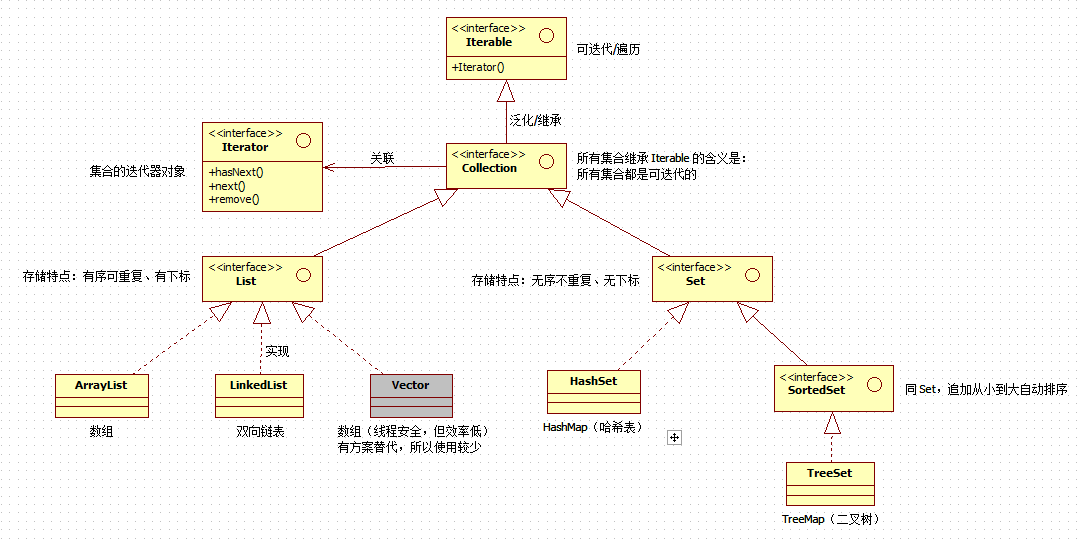 <<interface>>
Iterable
+Iterator()
可迭代/遍历
泛化/继承
<<interface>>
Iterator
+hasNext()
+next()
+remove()
集合的迭代器对象
关联
<<interface>>
Collection
所有集合继承 Iterable 的含义是：
所有集合都是可迭代的
存储特点：有序可重复、有下标
<<interface>>
List
存储特点：无序不重复、无下标
<<interface>>
Set
实现
ArrayList
数组
LinkedList
双向链表
Vector
数组（线程安全，但效率低）
有方案替代，所以使用较少
HashSet
HashMap（哈希表）
<<interface>>
SortedSet
同 Set，追加从小到大自动排序
TreeSet
TreeMap（二叉树）